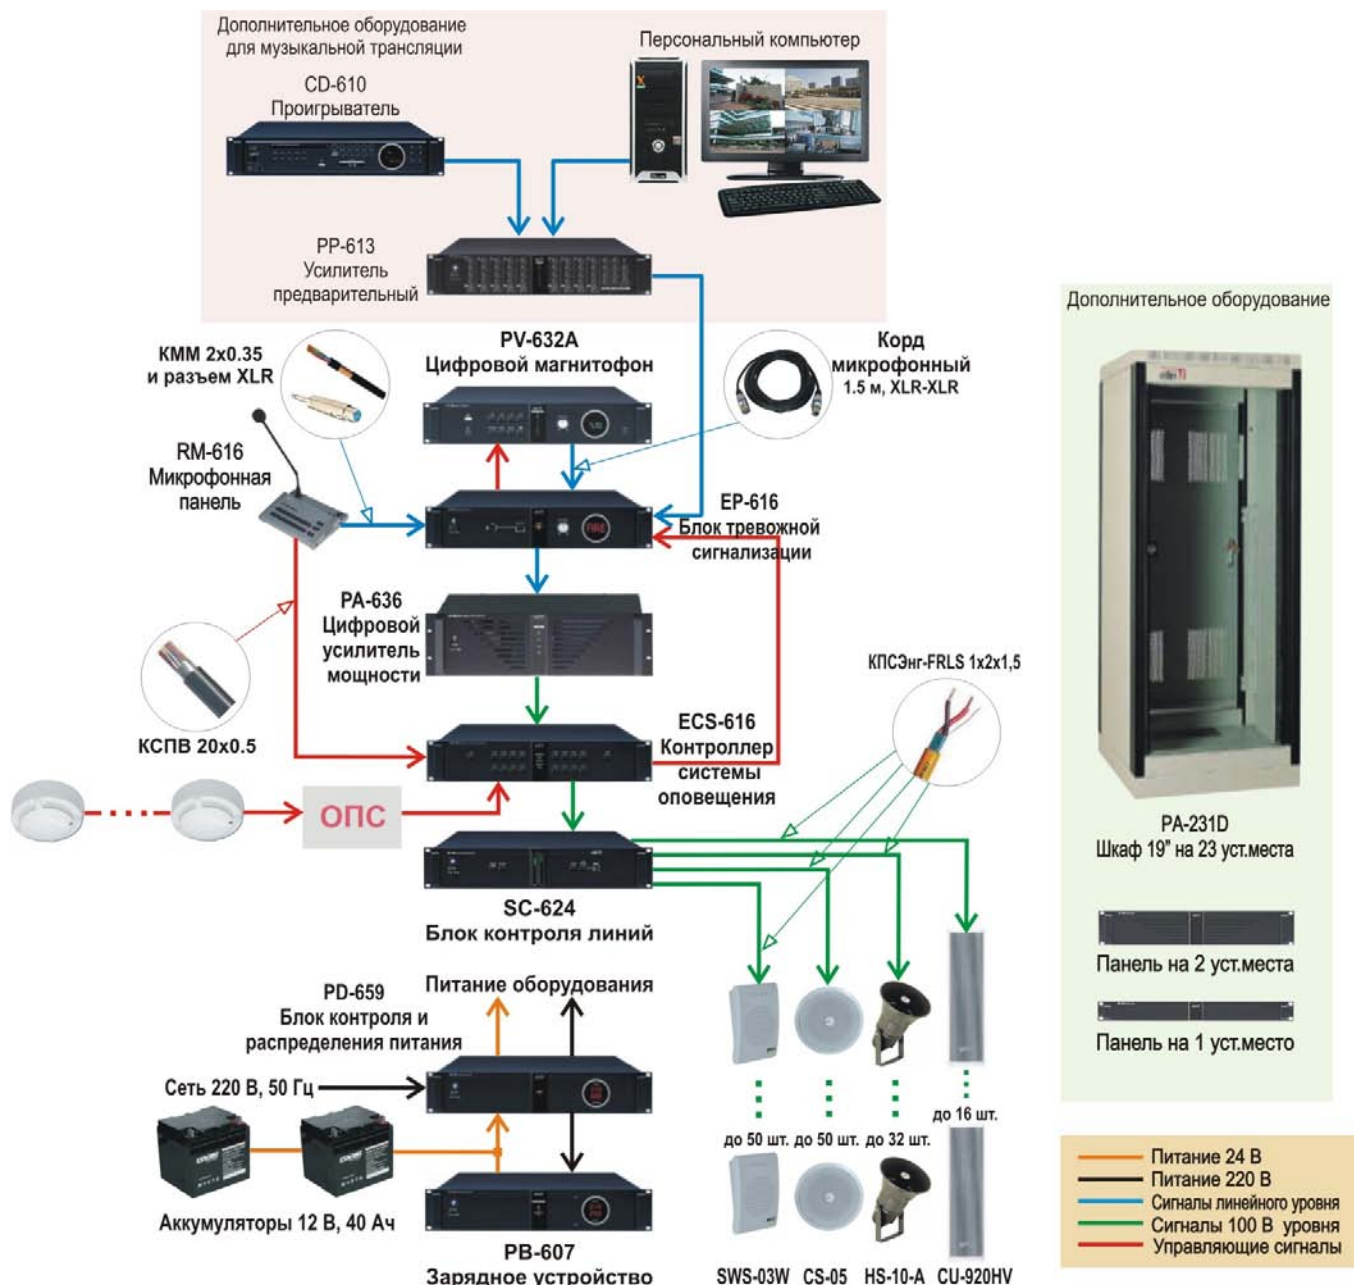 Дополнительное оборудование
для музыкальной трансляции
CD-610
Проигрыватель
Персональный компьютер
PP-613
Усилитель
предварительный
PV-632A
Цифровой магнитофон
КММ 2x0.35
и разъем XLR
Корд
микрофонный
1.5 м, XLR-XLR
RM-616
Микрофонная
панель
FIRE
EP-616
Блок тревожной
сигнализации
PA-636
Цифровой
усилитель
мощности
КСПВ 20x0.5
ECS-616
Контроллер
системы
оповещения
ОПС
КПСЭнг-FRLS 1x2x1,5
SC-624
Блок контроля линий
Питание оборудования
PD-659
Блок контроля и
распределения питания
Сеть 220 В, 50 Гц
Аккумуляторы 12 В, 40 Ач
PB-607
Зарядное устройство
до 50 шт.
до 50 шт.
до 32 шт.
до 16 шт.
SWS-03W
CS-05
HS-10-A
CU-920HV
Дополнительное оборудование
PA-231D
Шкаф 19" на 23 уст.места
Панель на 2 уст.места
Панель на 1 уст.место
Питание 24 В
Питание 220 В
Сигналы линейного уровня
Сигналы 100 В уровня
Управляющие сигналы